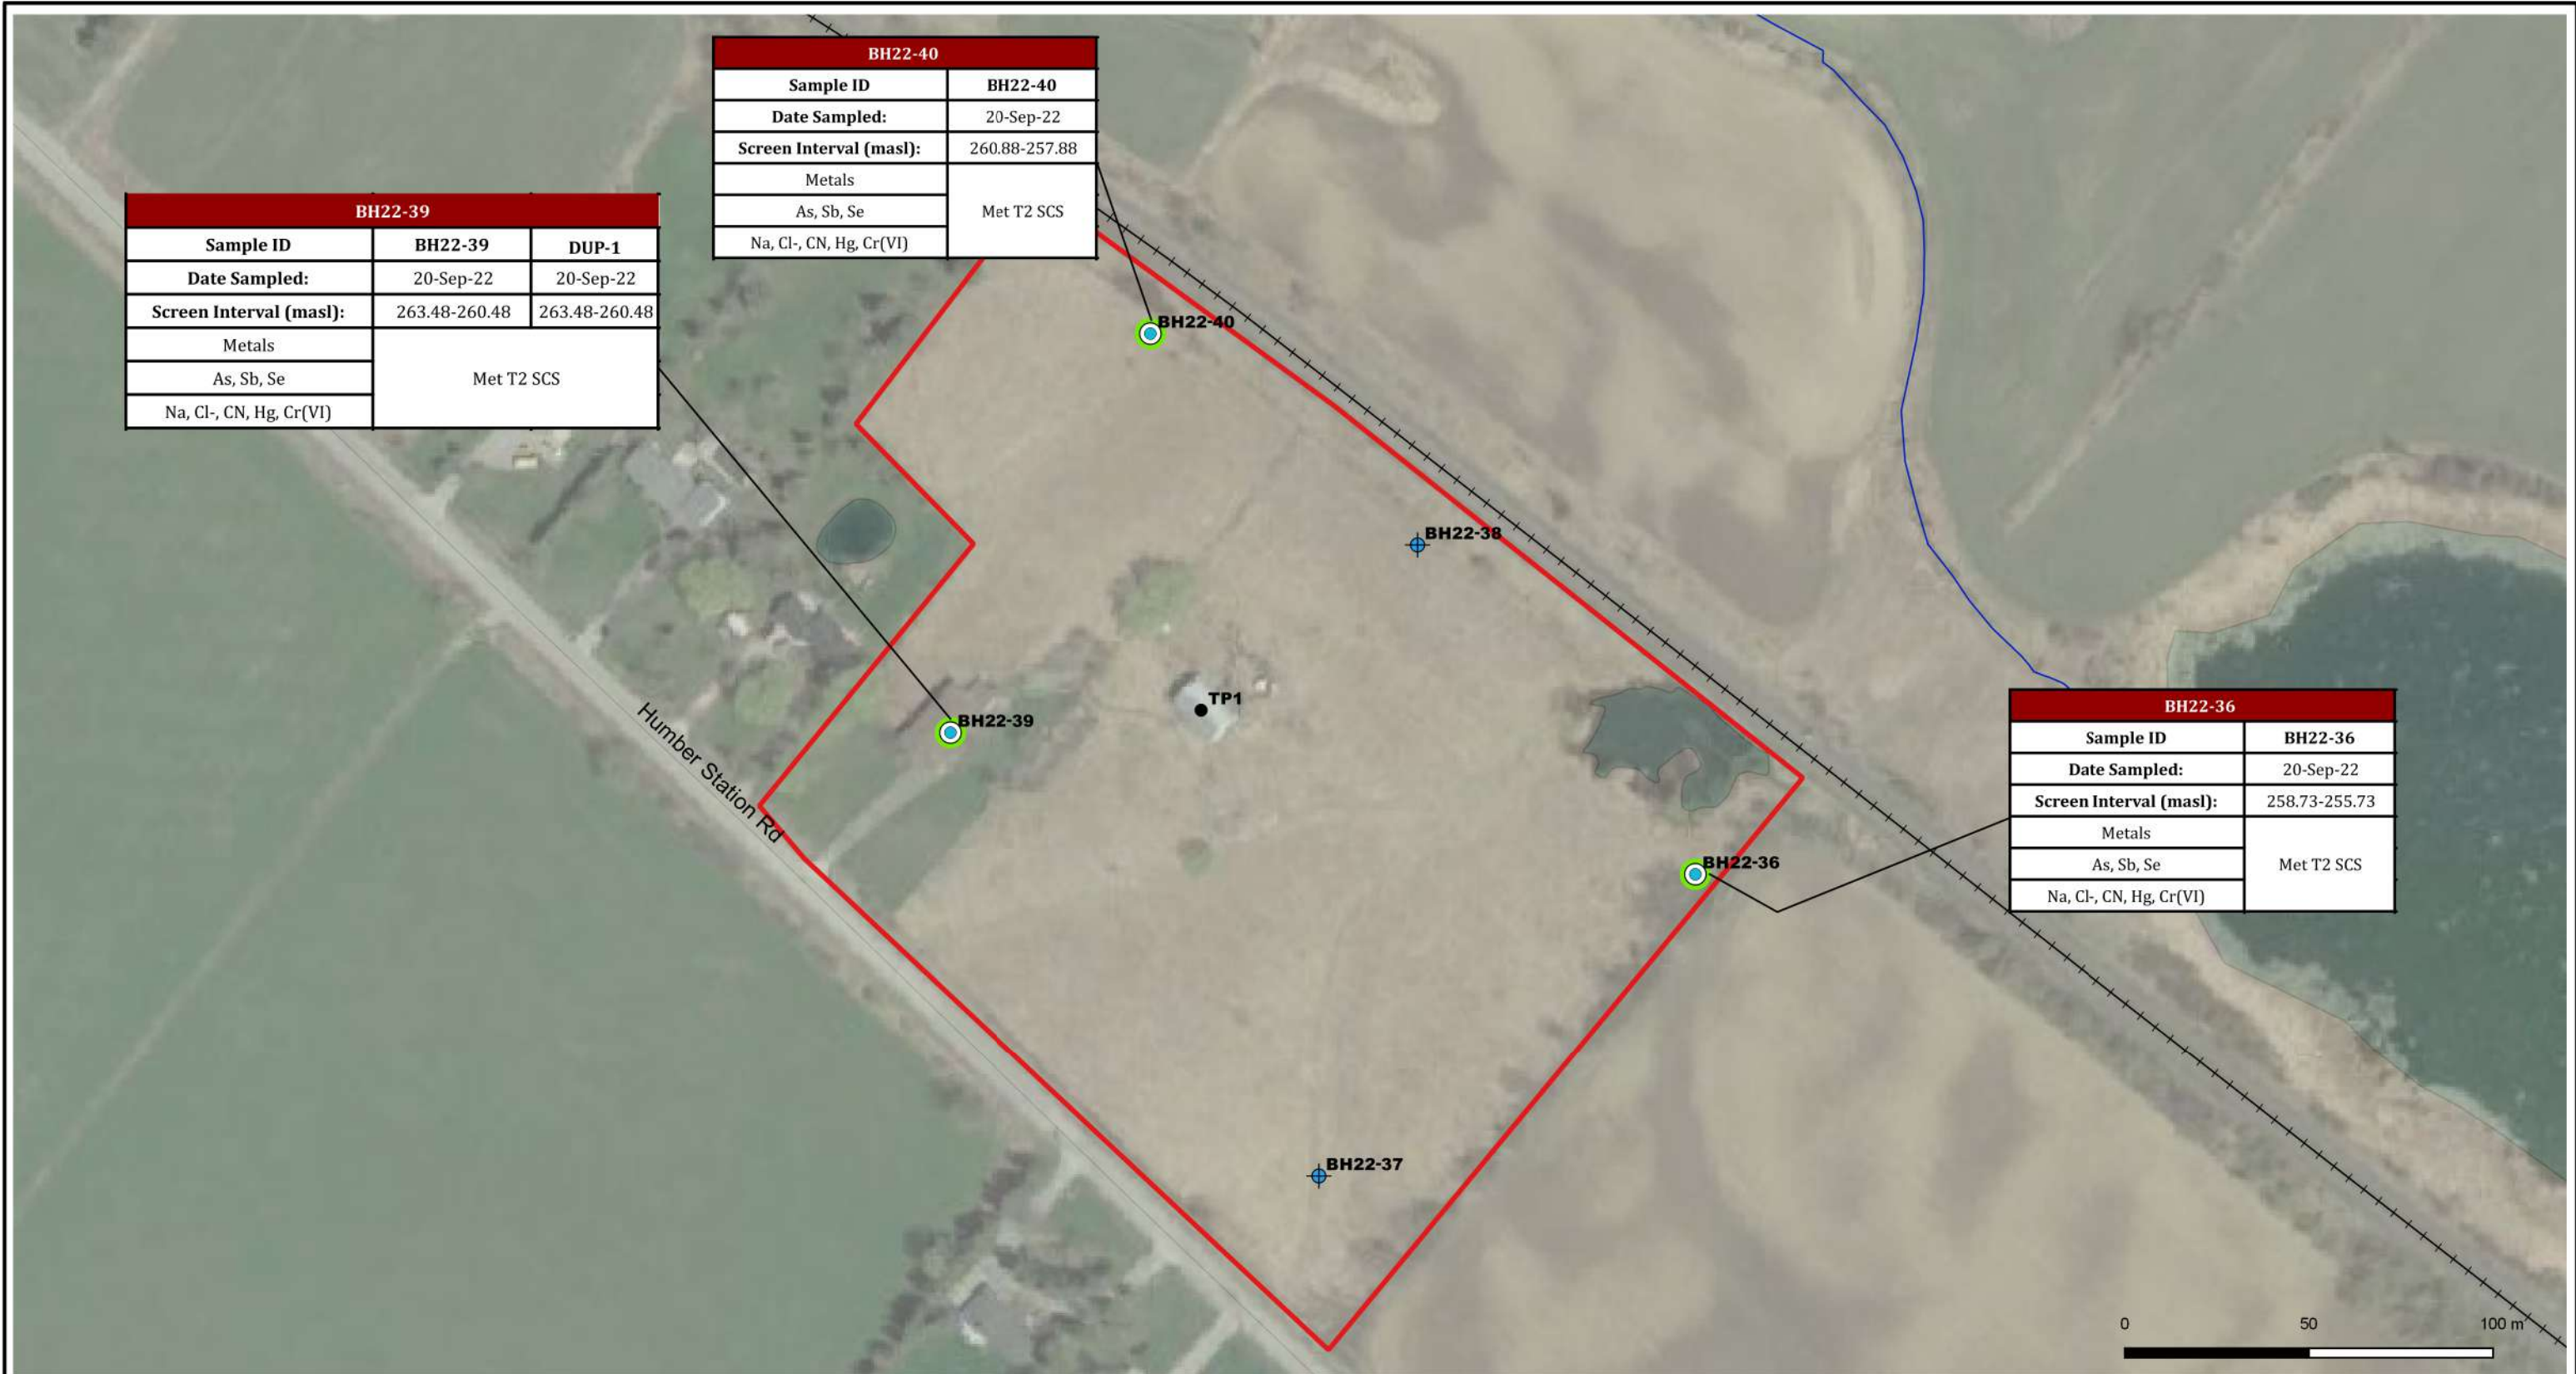 BH22-40
Sample ID BH22-40
Date Sampled: 20-Sep-22
Screen Interval (masl): 260.88-257.88
Metals
As, Sb, Se Met T2 SCS
Na, Cl-, CN, Hg, Cr(VI)
BH22-39
Sample ID BH22-39 DUP-1
Date Sampled: 20-Sep-22 20-Sep-22
Screen Interval (masl): 263.48-260.48 263.48-260.48
Metals
As, Sb, Se Met T2 SCS
Na, Cl-, CN, Hg, Cr(VI)
BH22-40
BH22-38
TP1
BH22-39
Humber Station Rd
BH22-36
Sample ID BH22-36
Date Sampled: 20-Sep-22
Screen Interval (masl): 258.73-255.73
Metals
As, Sb, Se Met T2 SCS
Na, Cl-, CN, Hg, Cr(VI)
BH22-36
BH22-37
0 50 100 m